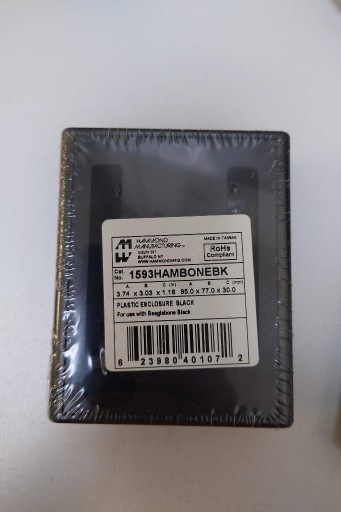 HAMMOND
MANUFACTURING™
BUFFALO NY
WWW.HAMMONDMFG.COM
MADE IN TAIWAN
RoHS
Compliant
Cat.
No. 1593HAMBONEBK
A B C (in) A B C (mm)
3.74 x 3.03 x 1.18 95.0 x 77.0 x 30.0
PLASTIC ENCLOSURE BLACK
For use with Beaglebone Black
6 23980 40107 2